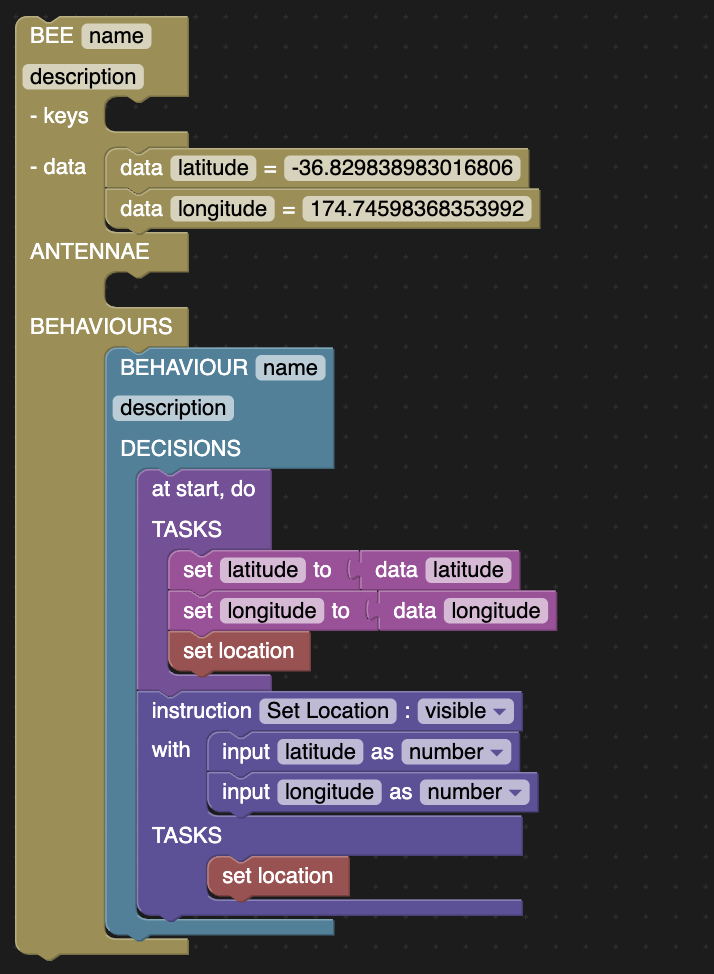 BEE name
description
- keys
- data data latitude = -36.829838983016806
data longitude = 174.74598368353992
ANTENNAE
BEHAVIOURS
BEHAVIOUR name
description
DECISIONS
at start, do
TASKS
set latitude to data latitude
set longitude to data longitude
set location
instruction Set Location : visible
with input latitude as number
input longitude as number
TASKS
set location